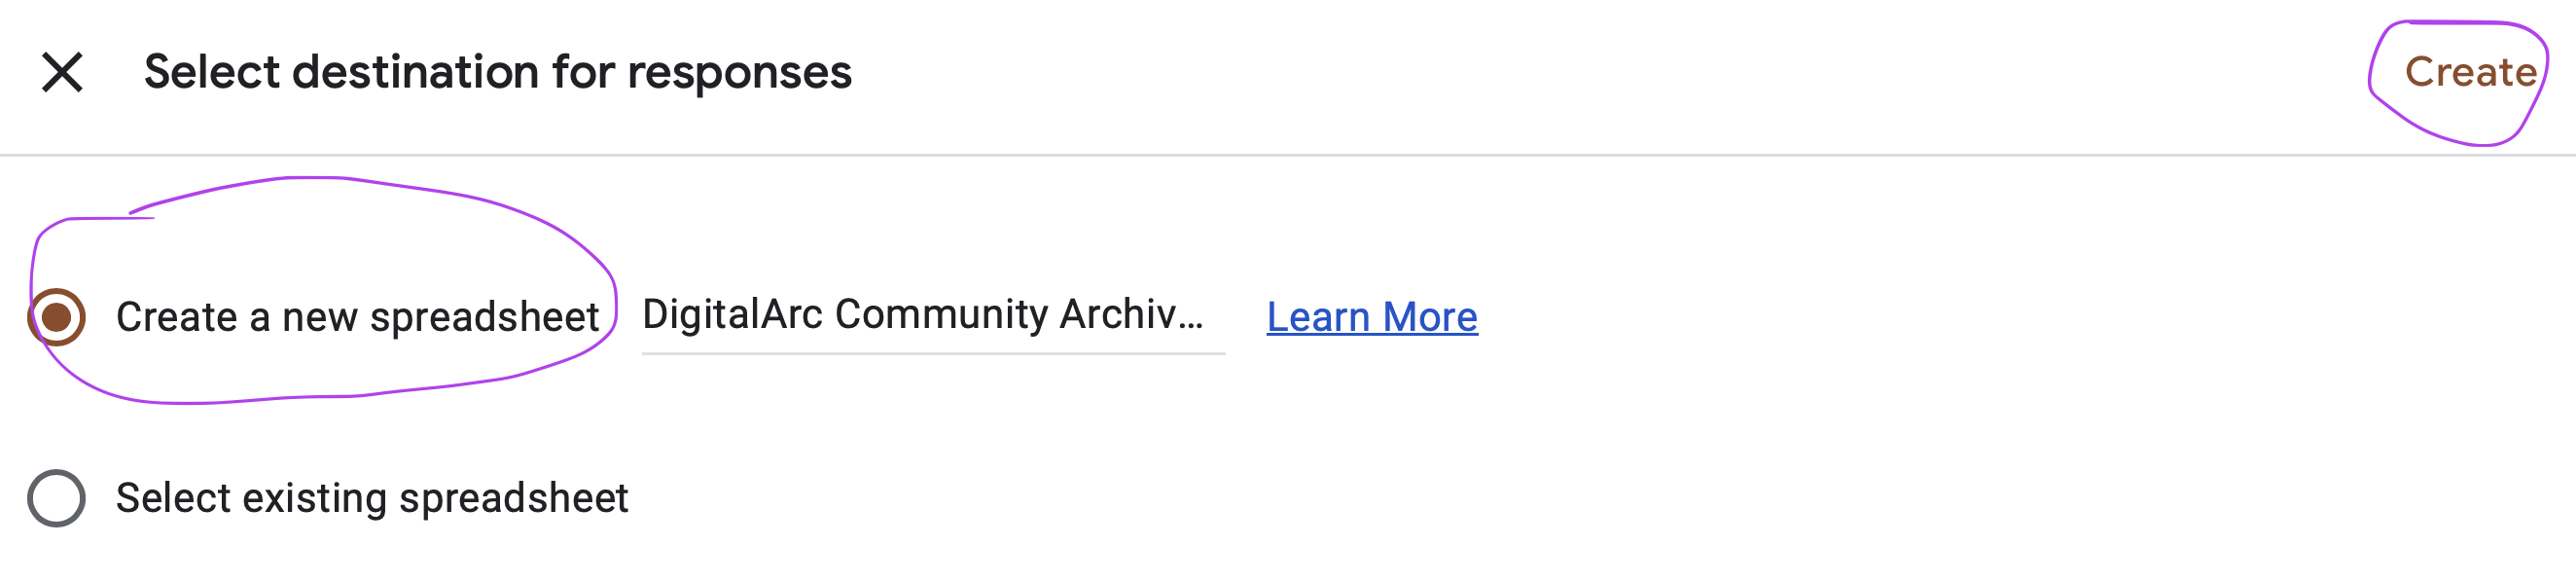 Select destination for responses
Create
Create a new spreadsheet DigitalArc Community Archiv... Learn More
Select existing spreadsheet